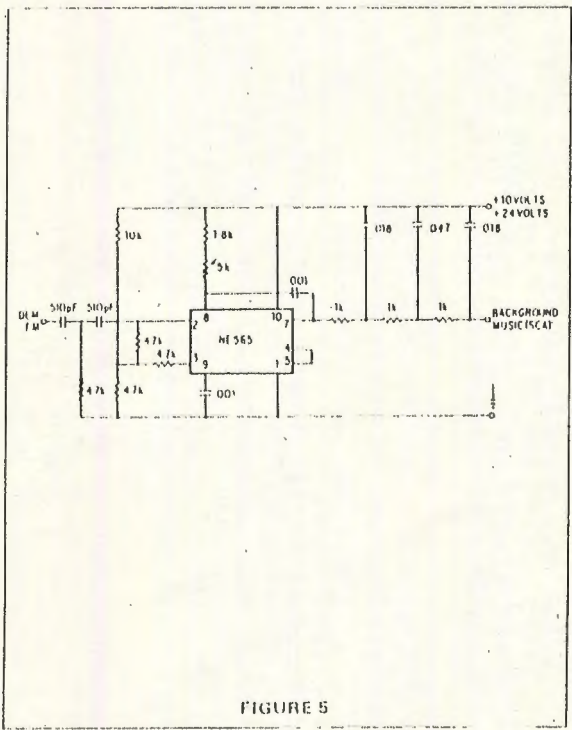 +10 VOLTS
+24 VOLTS
10k
1.8k
5k
.018
.047
.018
.001
510pF
510pF
DEM
FM
2
8
10
7
NE565
1k
1k
1k
BACKGROUND
MUSIC (SCA)
4.7k
3
4.7k
9
4
5
1
4.7k
4.7k
.001
FIGURE 5